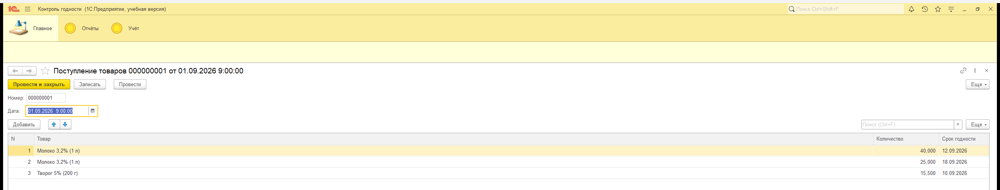 1С Контроль годности (1С:Предприятие, учебная версия) Поиск Ctrl+Shift+F
Главное Отчёты Учёт
Поступление товаров 000000001 от 01.09.2026 9:00:00
Провести и закрыть Записать Провести Еще
Номер: 000000001
Дата: 01.09.2026 9:00:00
Добавить Поиск (Ctrl+F) × Еще
N Товар Количество Срок годности
1 Молоко 3,2% (1 л) 40,000 12.09.2026
2 Молоко 3,2% (1 л) 25,000 18.09.2026
3 Творог 5% (200 г) 15,500 10.09.2026